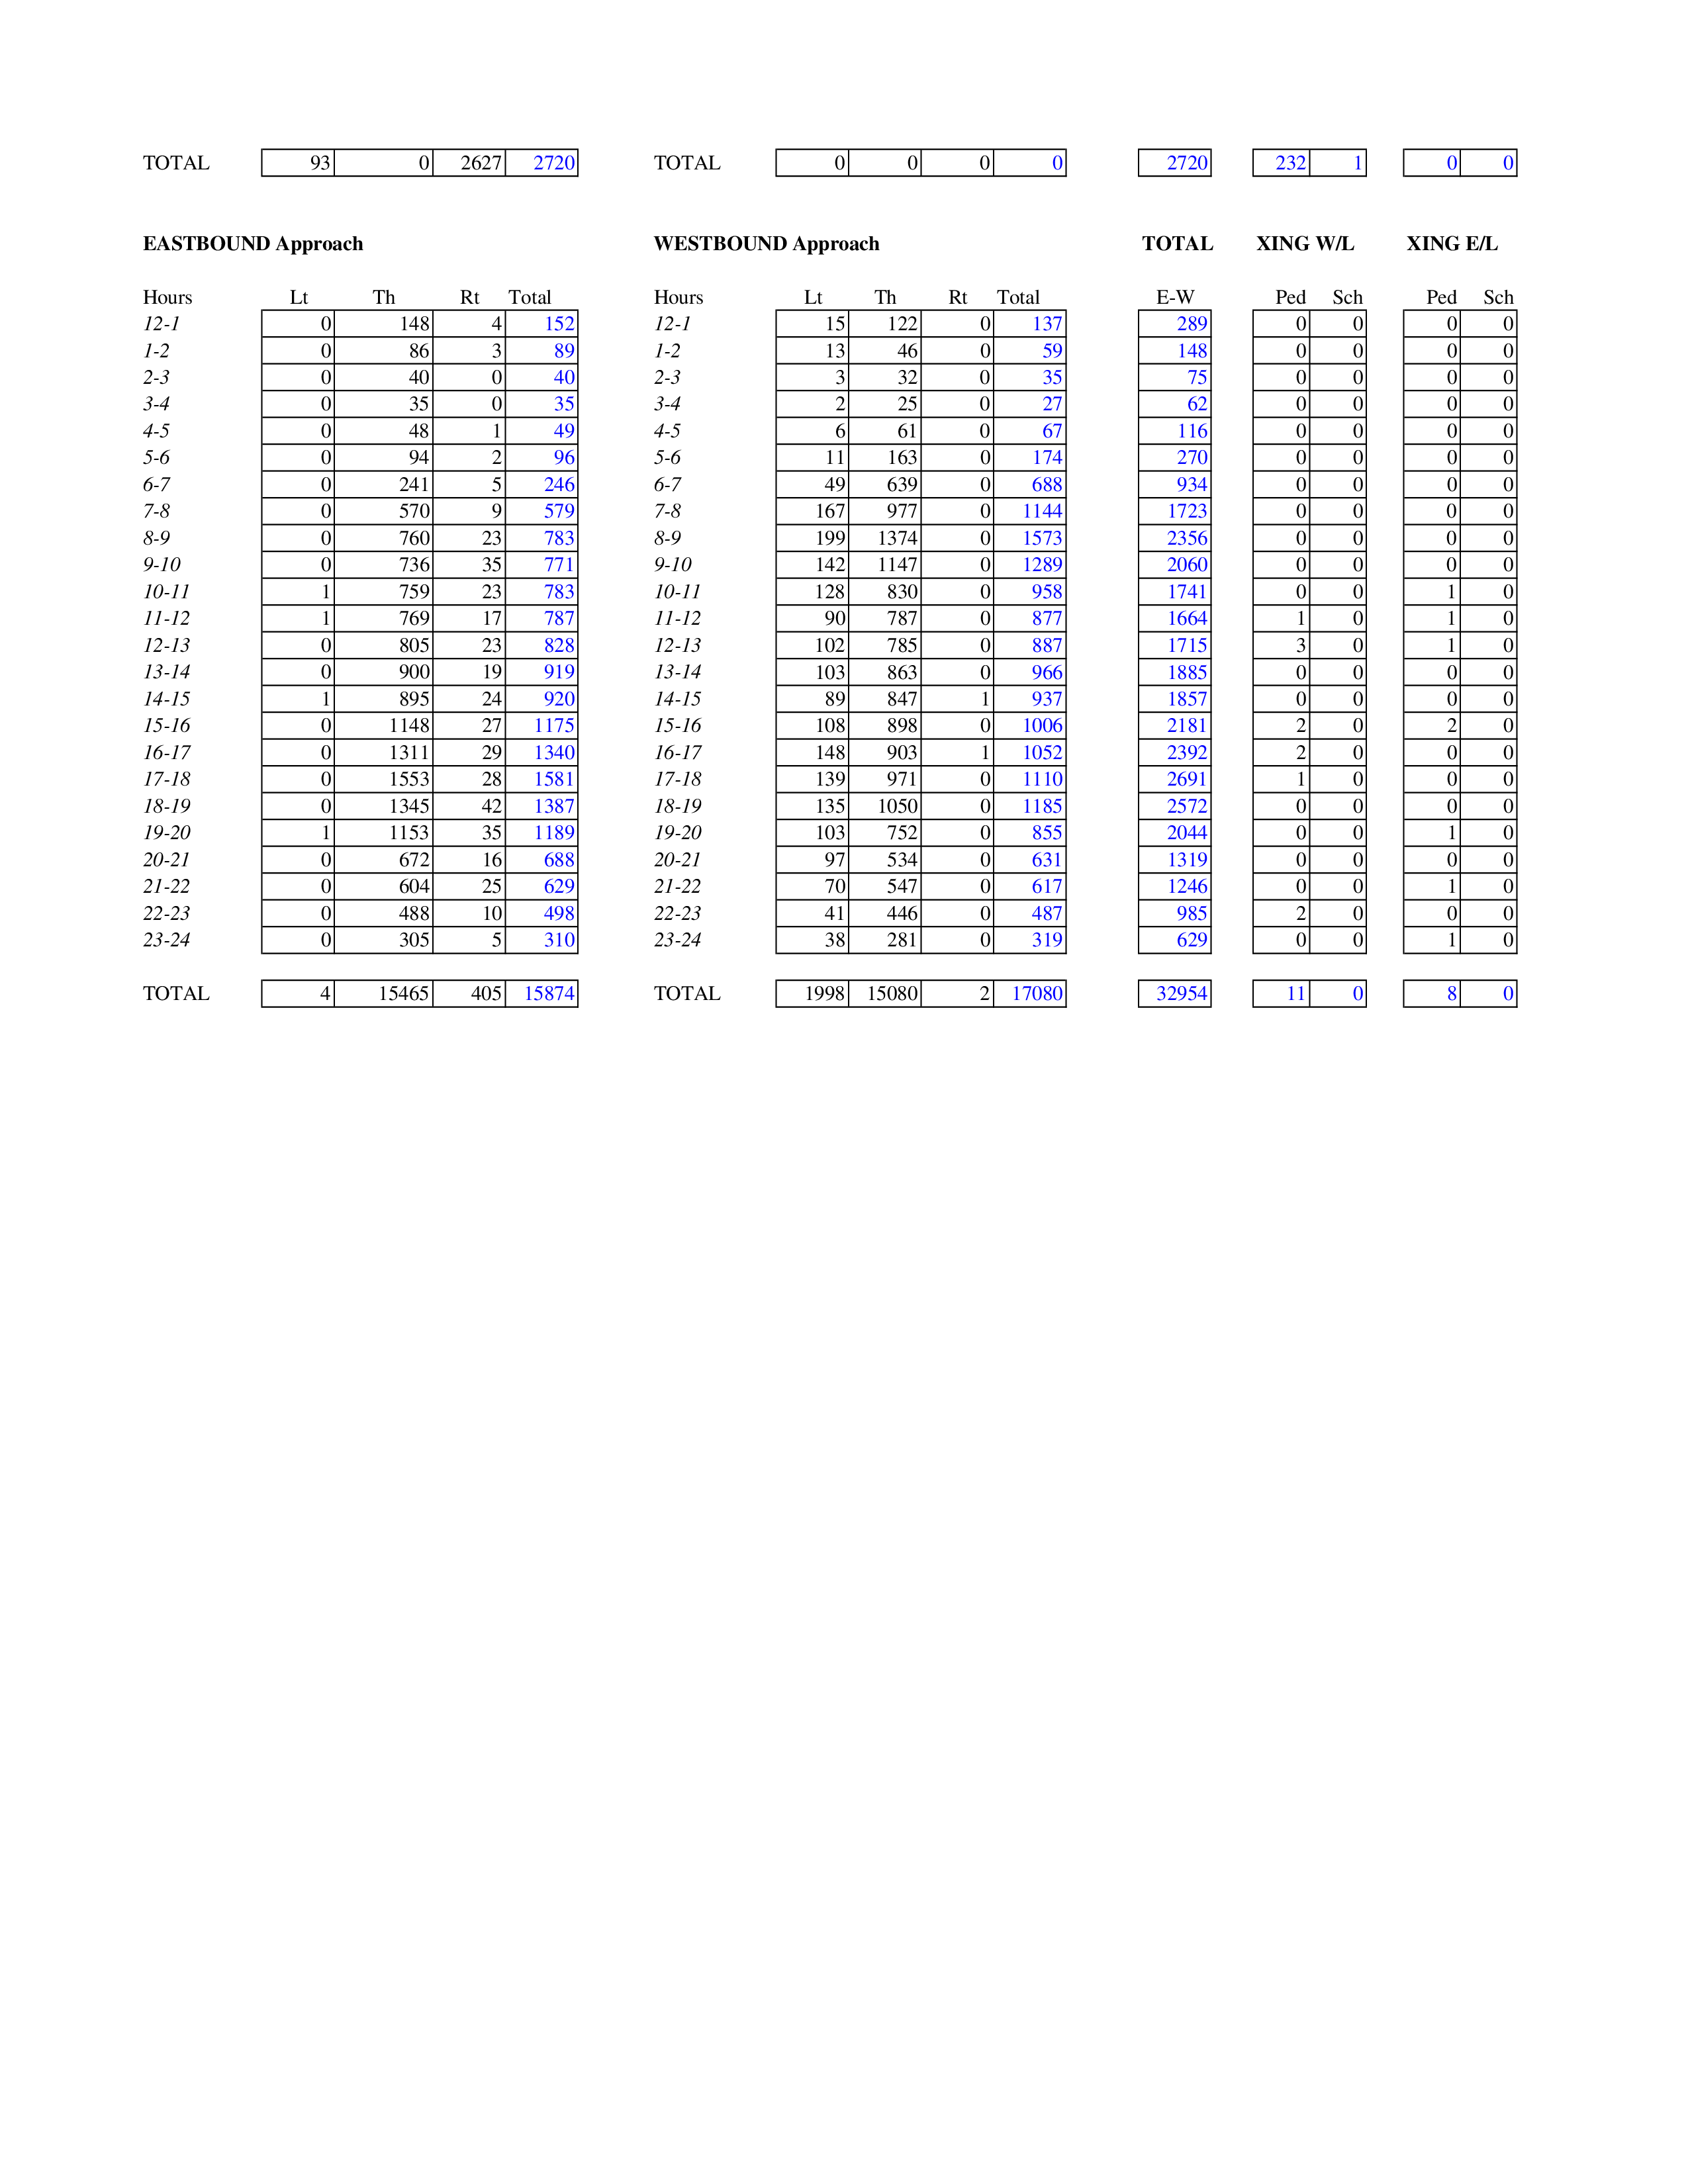 TOTAL 93 0 2627 2720 TOTAL 0 0 0 0 2720 232 1 0 0
EASTBOUND Approach WESTBOUND Approach TOTAL XING W/L XING E/L
Hours Lt Th Rt Total Hours Lt Th Rt Total E-W Ped Sch Ped Sch
12-1 0 148 4 152 12-1 15 122 0 137 289 0 0 0 0
1-2 0 86 3 89 1-2 13 46 0 59 148 0 0 0 0
2-3 0 40 0 40 2-3 3 32 0 35 75 0 0 0 0
3-4 0 35 0 35 3-4 2 25 0 27 62 0 0 0 0
4-5 0 48 1 49 4-5 6 61 0 67 116 0 0 0 0
5-6 0 94 2 96 5-6 11 163 0 174 270 0 0 0 0
6-7 0 241 5 246 6-7 49 639 0 688 934 0 0 0 0
7-8 0 570 9 579 7-8 167 977 0 1144 1723 0 0 0 0
8-9 0 760 23 783 8-9 199 1374 0 1573 2356 0 0 0 0
9-10 0 736 35 771 9-10 142 1147 0 1289 2060 0 0 0 0
10-11 1 759 23 783 10-11 128 830 0 958 1741 0 0 1 0
11-12 1 769 17 787 11-12 90 787 0 877 1664 1 0 1 0
12-13 0 805 23 828 12-13 102 785 0 887 1715 3 0 1 0
13-14 0 900 19 919 13-14 103 863 0 966 1885 0 0 0 0
14-15 1 895 24 920 14-15 89 847 1 937 1857 0 0 0 0
15-16 0 1148 27 1175 15-16 108 898 0 1006 2181 2 0 2 0
16-17 0 1311 29 1340 16-17 148 903 1 1052 2392 2 0 0 0
17-18 0 1553 28 1581 17-18 139 971 0 1110 2691 1 0 0 0
18-19 0 1345 42 1387 18-19 135 1050 0 1185 2572 0 0 0 0
19-20 1 1153 35 1189 19-20 103 752 0 855 2044 0 0 1 0
20-21 0 672 16 688 20-21 97 534 0 631 1319 0 0 0 0
21-22 0 604 25 629 21-22 70 547 0 617 1246 0 0 1 0
22-23 0 488 10 498 22-23 41 446 0 487 985 2 0 0 0
23-24 0 305 5 310 23-24 38 281 0 319 629 0 0 1 0
TOTAL 4 15465 405 15874 TOTAL 1998 15080 2 17080 32954 11 0 8 0